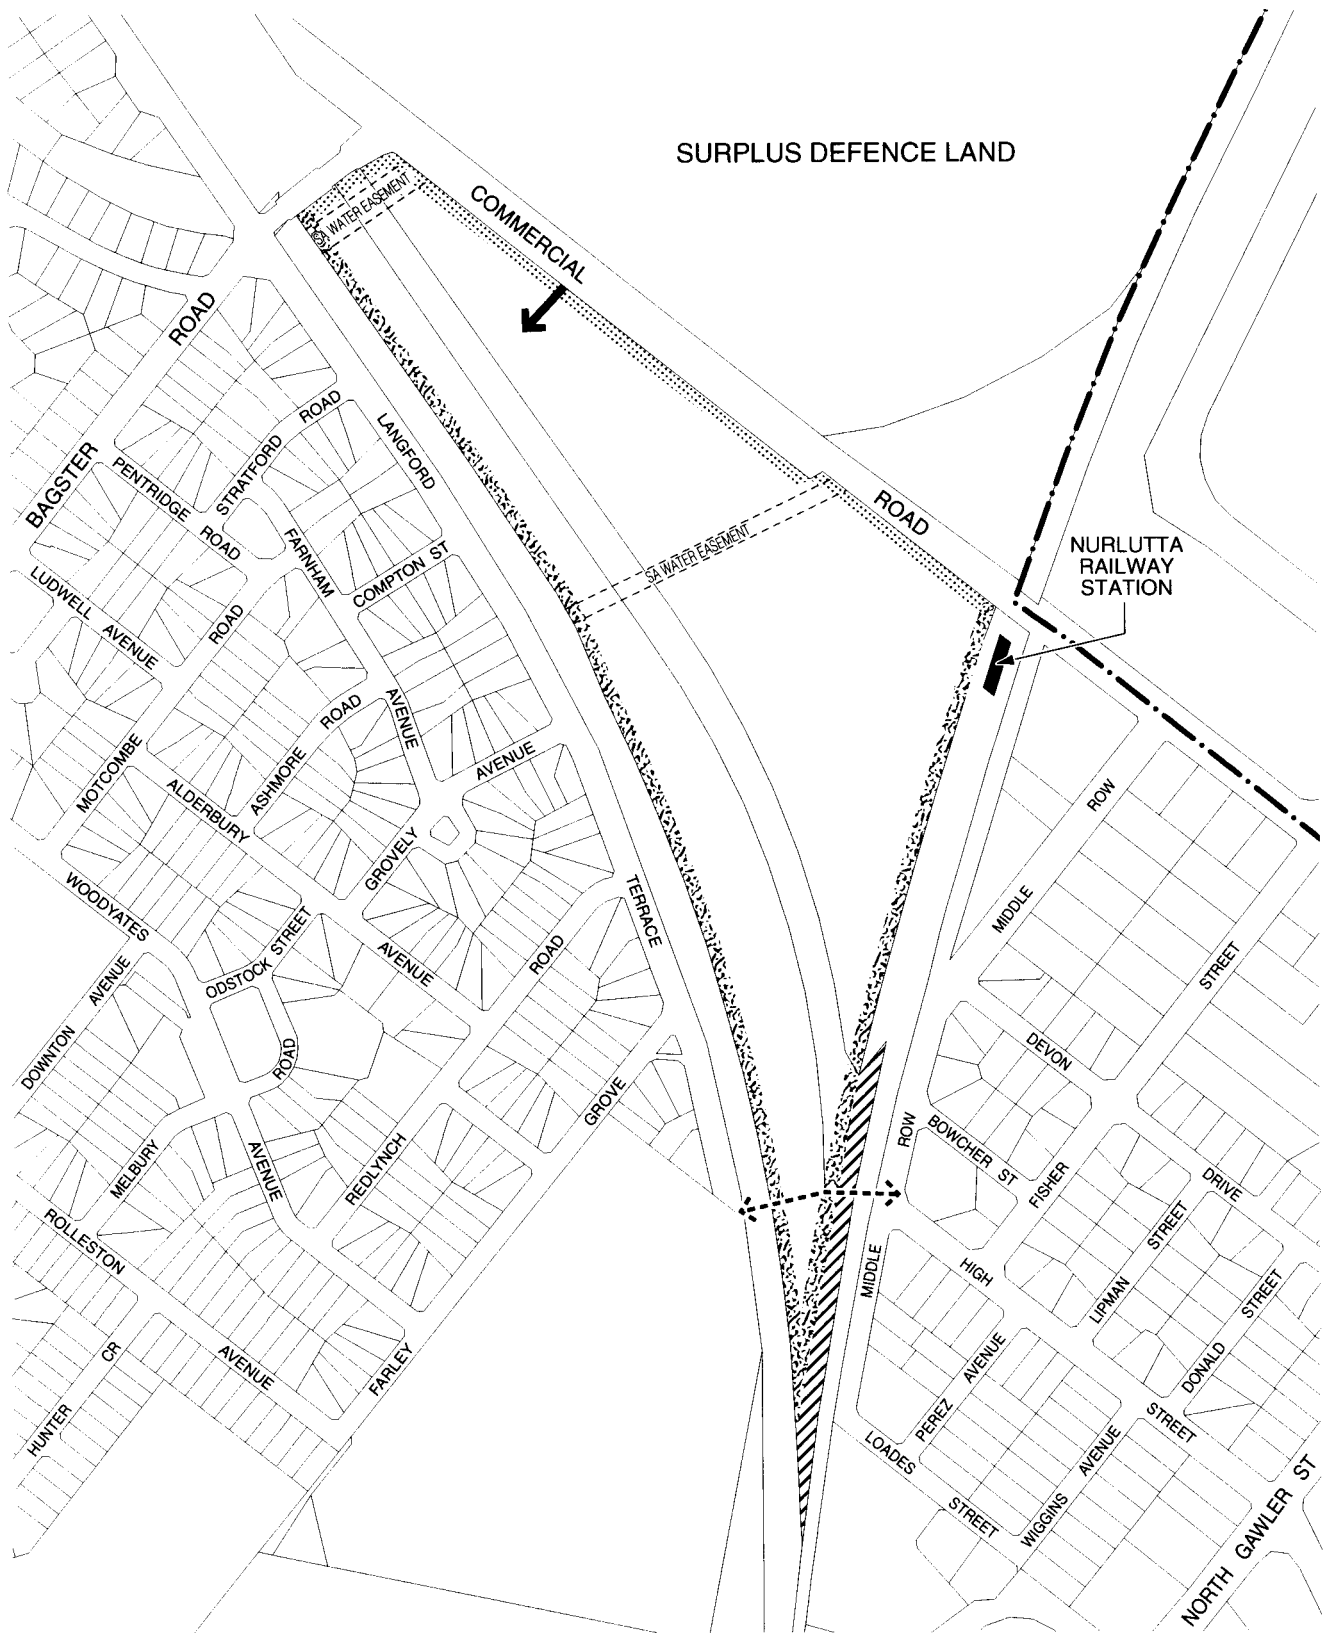 SURPLUS DEFENCE LAND
COMMERCIAL
SA WATER EASEMENT
ROAD
ROAD
STRATFORD
LANGFORD
BAGSTER
PENTRIDGE
ROAD
FARNHAM
COMPTON ST
SA WATER EASEMENT
ROAD
NURLUTTA
RAILWAY
STATION
LUDWELL
AVENUE
ROAD
AVENUE
ROAD
ASHMORE
MOTCOMBE
ALDERBURY
AVENUE
GROVELY
ROW
MIDDLE
WOODYATES
TERRACE
STREET
ODSTOCK
AVENUE
AVENUE
ROAD
STREET
DOWNTON
ROAD
DEVON
GROVE
ROW
BOWCHER ST
MELBURY
AVENUE
REDLYNCH
FISHER
DRIVE
STREET
LIPMAN
ROLLESTON
MIDDLE
HIGH
STREET
DONALD
HUNTER
CR
AVENUE
FARLEY
AVENUE
PEREZ
LOADES
STREET
AVENUE
WIGGINS
STREET
NORTH GAWLER ST